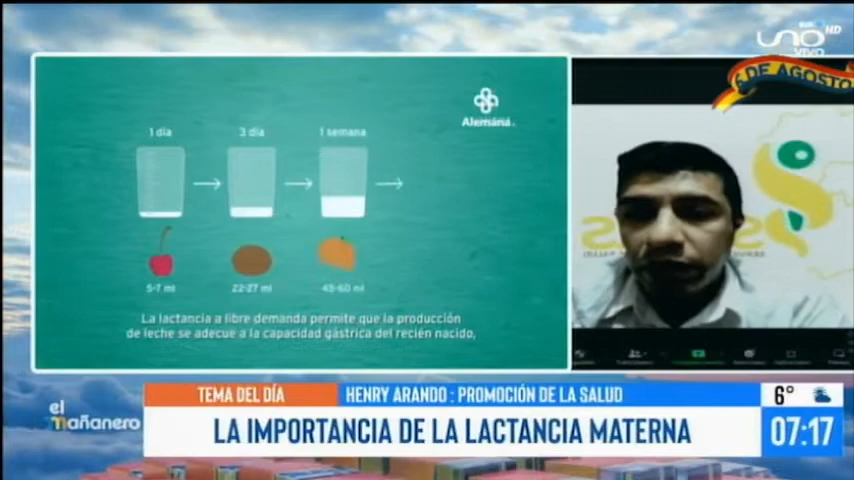 UNO
HD
VIVO
6 DE AGOSTO
Alemana.
1 día
3 día
1 semana
5-7 ml
22-27 ml
45-60 ml
La lactancia a libre demanda permite que la producción
de leche se adecue a la capacidad gástrica del recién nacido,
el mañanero
TEMA DEL DÍA
HENRY ARANDO : PROMOCIÓN DE LA SALUD
6°
LA IMPORTANCIA DE LA LACTANCIA MATERNA
07:17